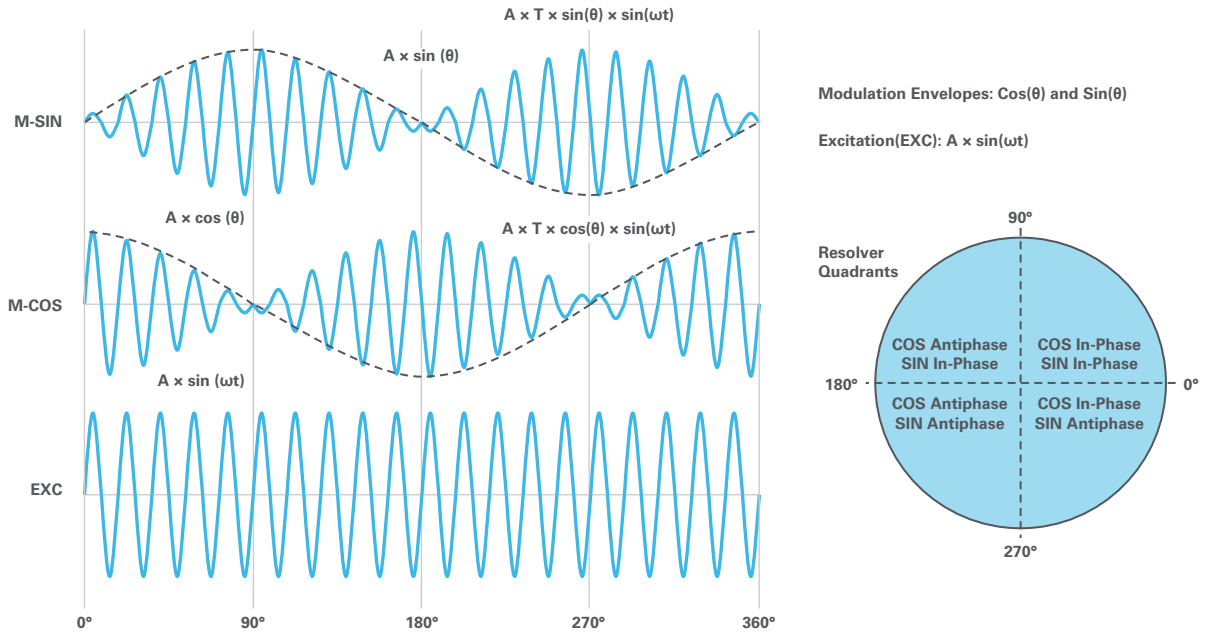 A × T × sin(θ) × sin(ωt)
A × sin (θ)
M-SIN
A × cos (θ)
A × T × cos(θ) × sin(ωt)
M-COS
A × sin (ωt)
EXC
0°
90°
180°
270°
360°
Modulation Envelopes: Cos(θ) and Sin(θ)
Excitation(EXC): A × sin(ωt)
90°
Resolver
Quadrants
COS Antiphase
SIN In-Phase
COS In-Phase
SIN In-Phase
180°
0°
COS Antiphase
SIN Antiphase
COS In-Phase
SIN Antiphase
270°